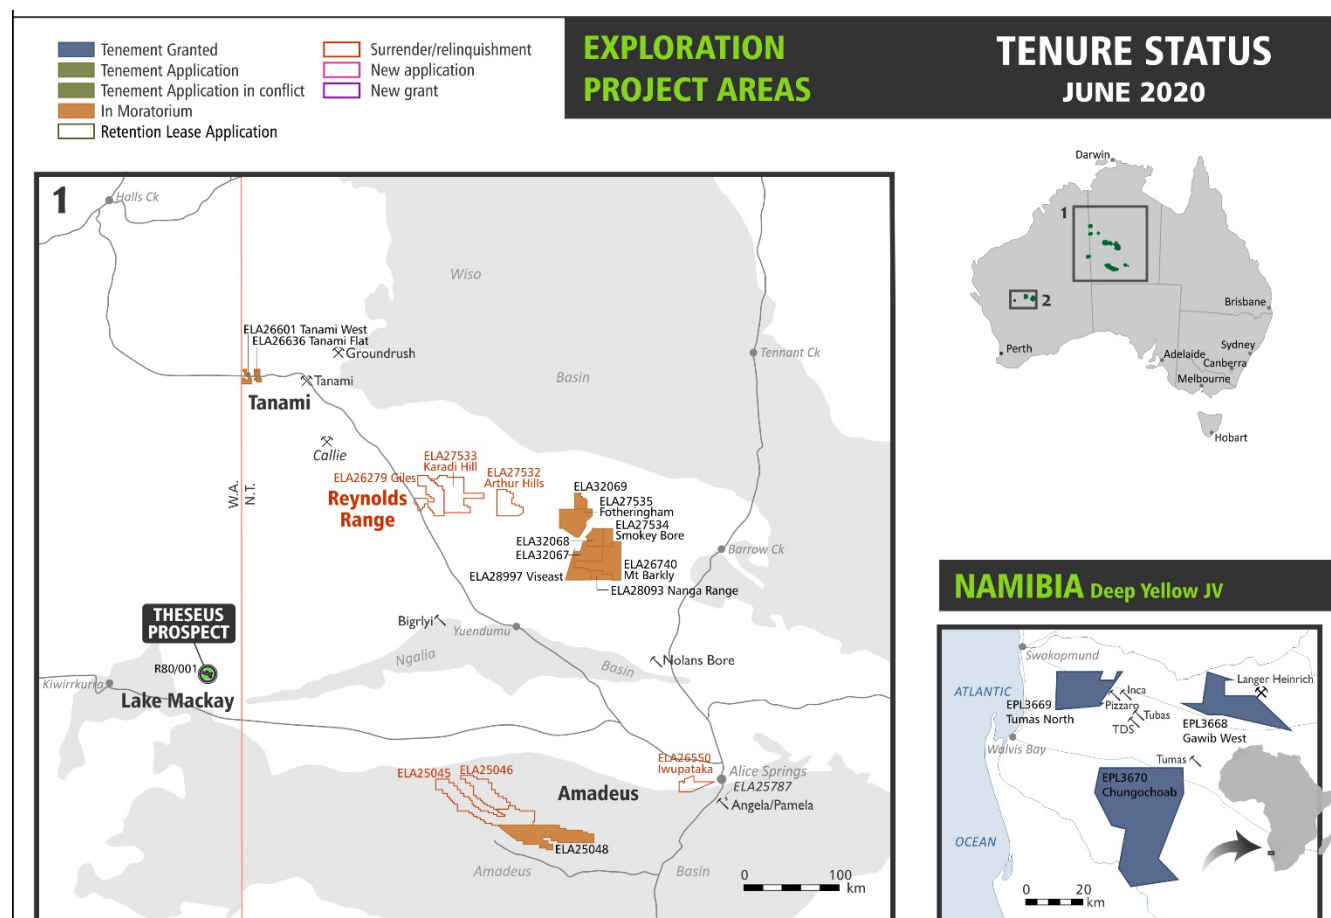 Tenement Granted
Tenement Application
Tenement Application in conflict
In Moratorium
Retention Lease Application
Surrender/relinquishment
New application
New grant
EXPLORATION
PROJECT AREAS
TENURE STATUS
JUNE 2020
1
Halls Ck
Wiso
Basin
ELA26601 Tanami West
ELA26636 Tanami Flat
Groundrush
Tanami
Tanami
Callie
Tennant Ck
W.A.
N.T.
ELA26279 Giles
ELA27533
Karadi Hill
ELA27532
Arthur Hills
Reynolds
Range
ELA32069
ELA27535
Fotheringham
ELA27534
Smokey Bore
ELA32068
ELA32067
ELA26740
Mt Barkly
ELA28997 Viseast
ELA28093 Nanga Range
Barrow Ck
THESEUS
PROSPECT
R80/001
Kiwirrkurra
Lake Mackay
Bigrlyi
Yuendumu
Ngalia
Basin
Nolans Bore
ELA25045
ELA25046
Amadeus
ELA26550
Iwupataka
Alice Springs
ELA25787
Angela/Pamela
ELA25048
Amadeus
Basin
0 100
km
Darwin
1
2
Perth
Brisbane
Adelaide
Sydney
Canberra
Melbourne
Hobart
NAMIBIA Deep Yellow JV
Swakopmund
ATLANTIC
EPL3669
Tumas North
Inca
Pizzaro
Tubas
TDS
Langer Heinrich
EPL3668
Gawib West
Walvis Bay
Tumas
EPL3670
Chungochoab
OCEAN
0 20
km